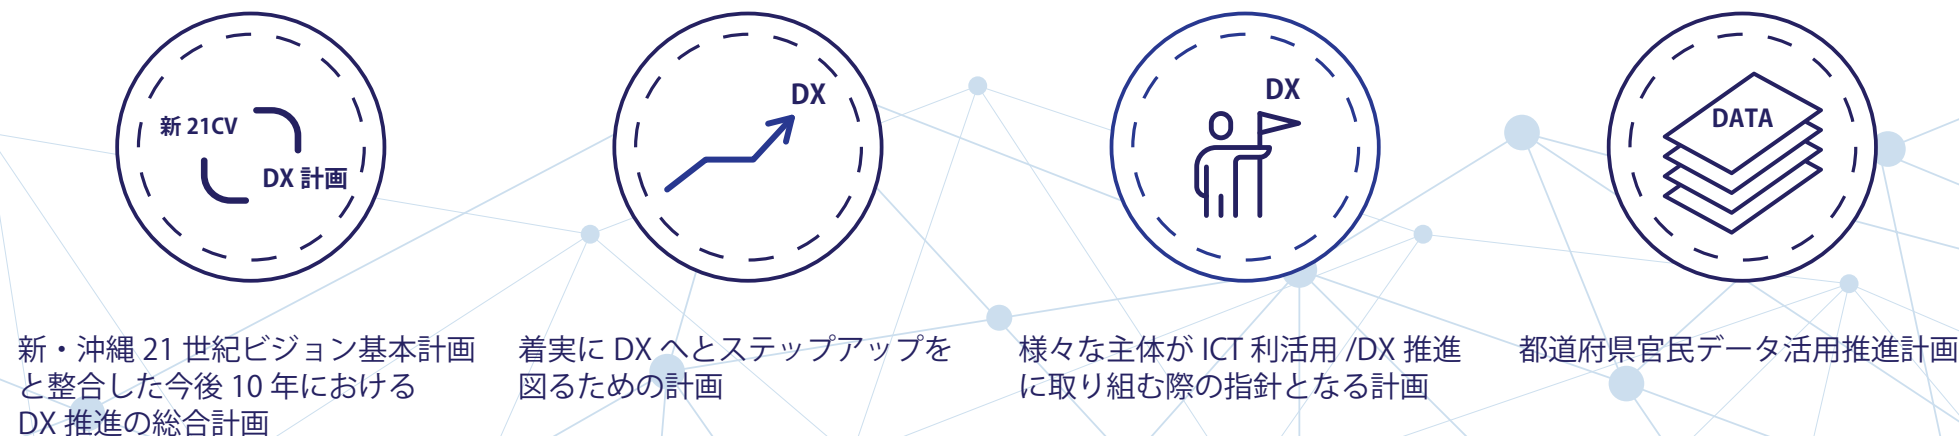 新 21CV
DX 計画
DX
DX
DATA
新・沖縄 21 世紀ビジョン基本計画
と整合した今後 10 年における
DX 推進の総合計画
着実に DX へとステップアップを
図るための計画
様々な主体が ICT 利活用 /DX 推進
に取り組む際の指針となる計画
都道府県官民データ活用推進計画